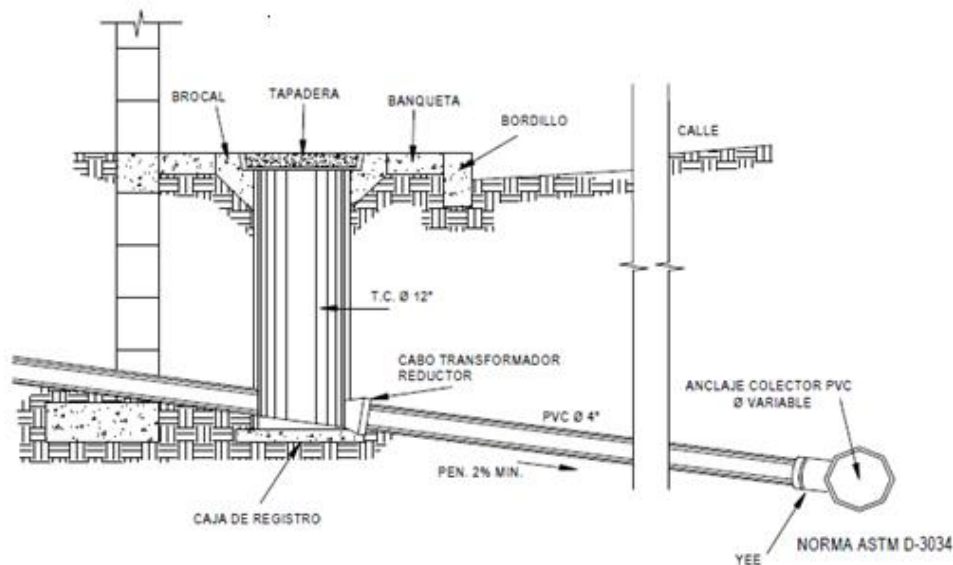 BROCAL
TAPADERA
BANQUETA
BORDILLO
CALLE
T.C. Ø 12"
CABO TRANSFORMADOR
REDUCTOR
ANCLAJE COLECTOR PVC
Ø VARIABLE
PVC Ø 4"
PEN. 2% MIN.
CAJA DE REGISTRO
NORMA ASTM D-3034
YEE